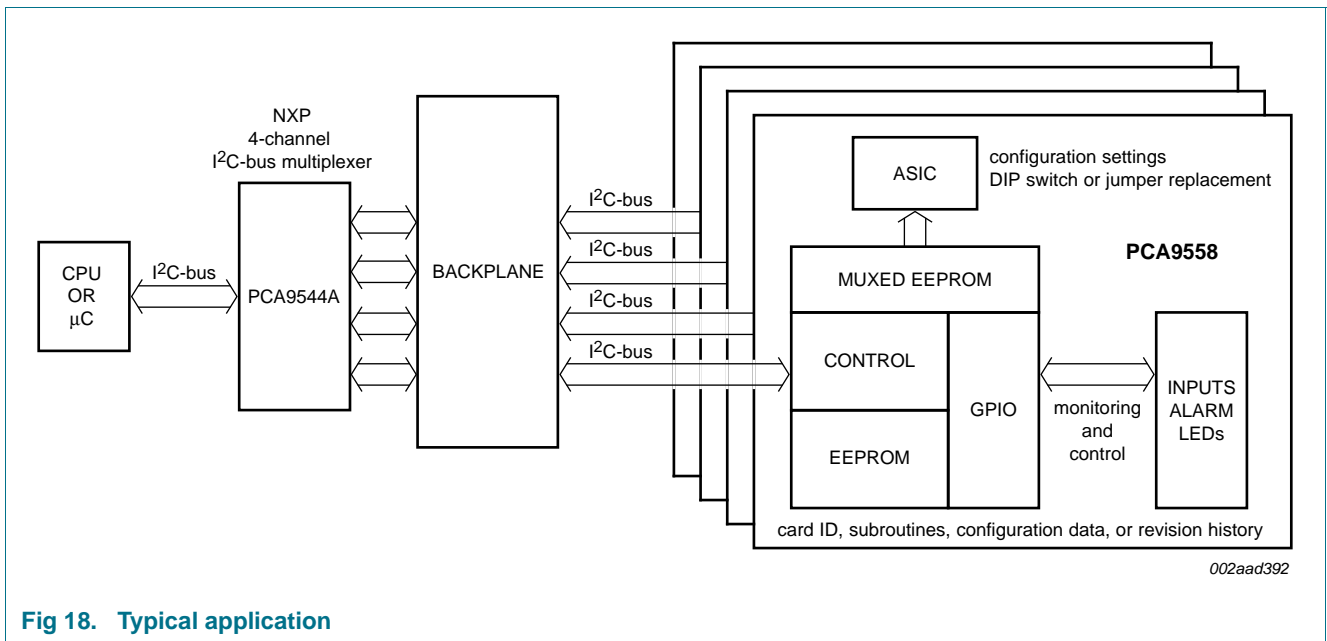 NXP
4-channel
I2C-bus multiplexer
CPU
OR
μC
I2C-bus
PCA9544A
BACKPLANE
I2C-bus
I2C-bus
I2C-bus
I2C-bus
ASIC
configuration settings
DIP switch or jumper replacement
PCA9558
MUXED EEPROM
CONTROL
GPIO
EEPROM
monitoring
and
control
INPUTS
ALARM
LEDs
card ID, subroutines, configuration data, or revision history
002aad392
Fig 18. Typical application